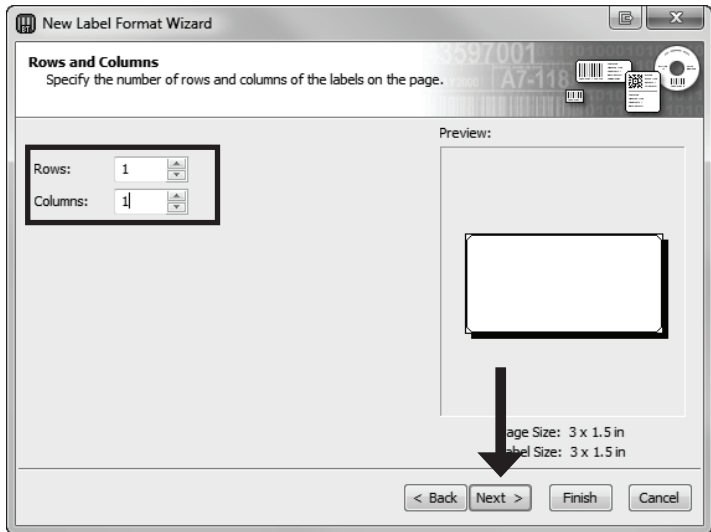 New Label Format Wizard
Rows and Columns
Specify the number of rows and columns of the labels on the page.
3597001
A7-118
Rows: 1
Columns: 1
Preview:
Size: 3 x 1.5 in
Size: 3 x 1.5 in
< Back Next > Finish Cancel